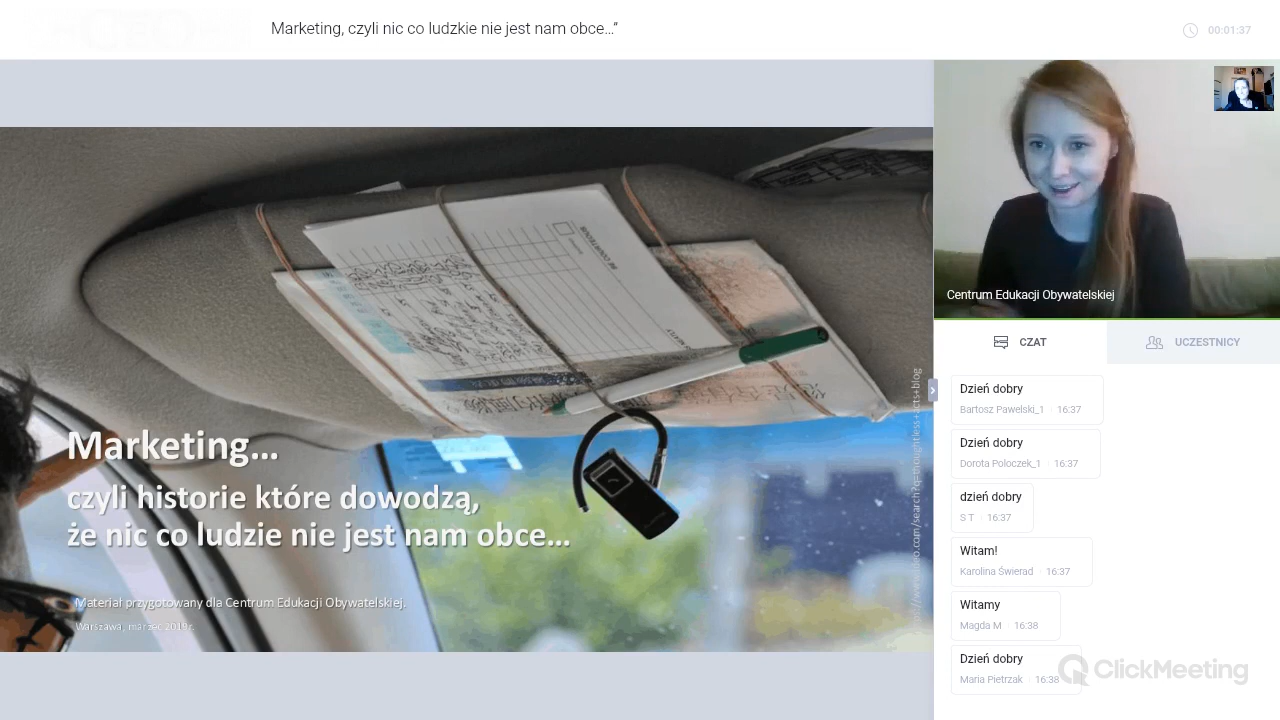 Marketing, czyli nic co ludzkie nie jest nam obce..."
00:01:37
Marketing...
czyli historie które dowodzą,
że nic co ludzie nie jest nam obce...
Materiał przygotowany dla Centrum Edukacji Obywatelskiej.
Warszawa, marzec 2019r.
Centrum Edukacji Obywatelskiej
CZAT
UCZESTNICY
Dzień dobry
Bartosz Pawelski_1 16:37
Dzień dobry
Dorota Poloczek_1 16:37
dzień dobry
S T 16:37
Witam!
Karolina Świerad 16:37
Witamy
Magda M 16:38
Dzień dobry
Maria Pietrzak 16:38
ClickMeeting